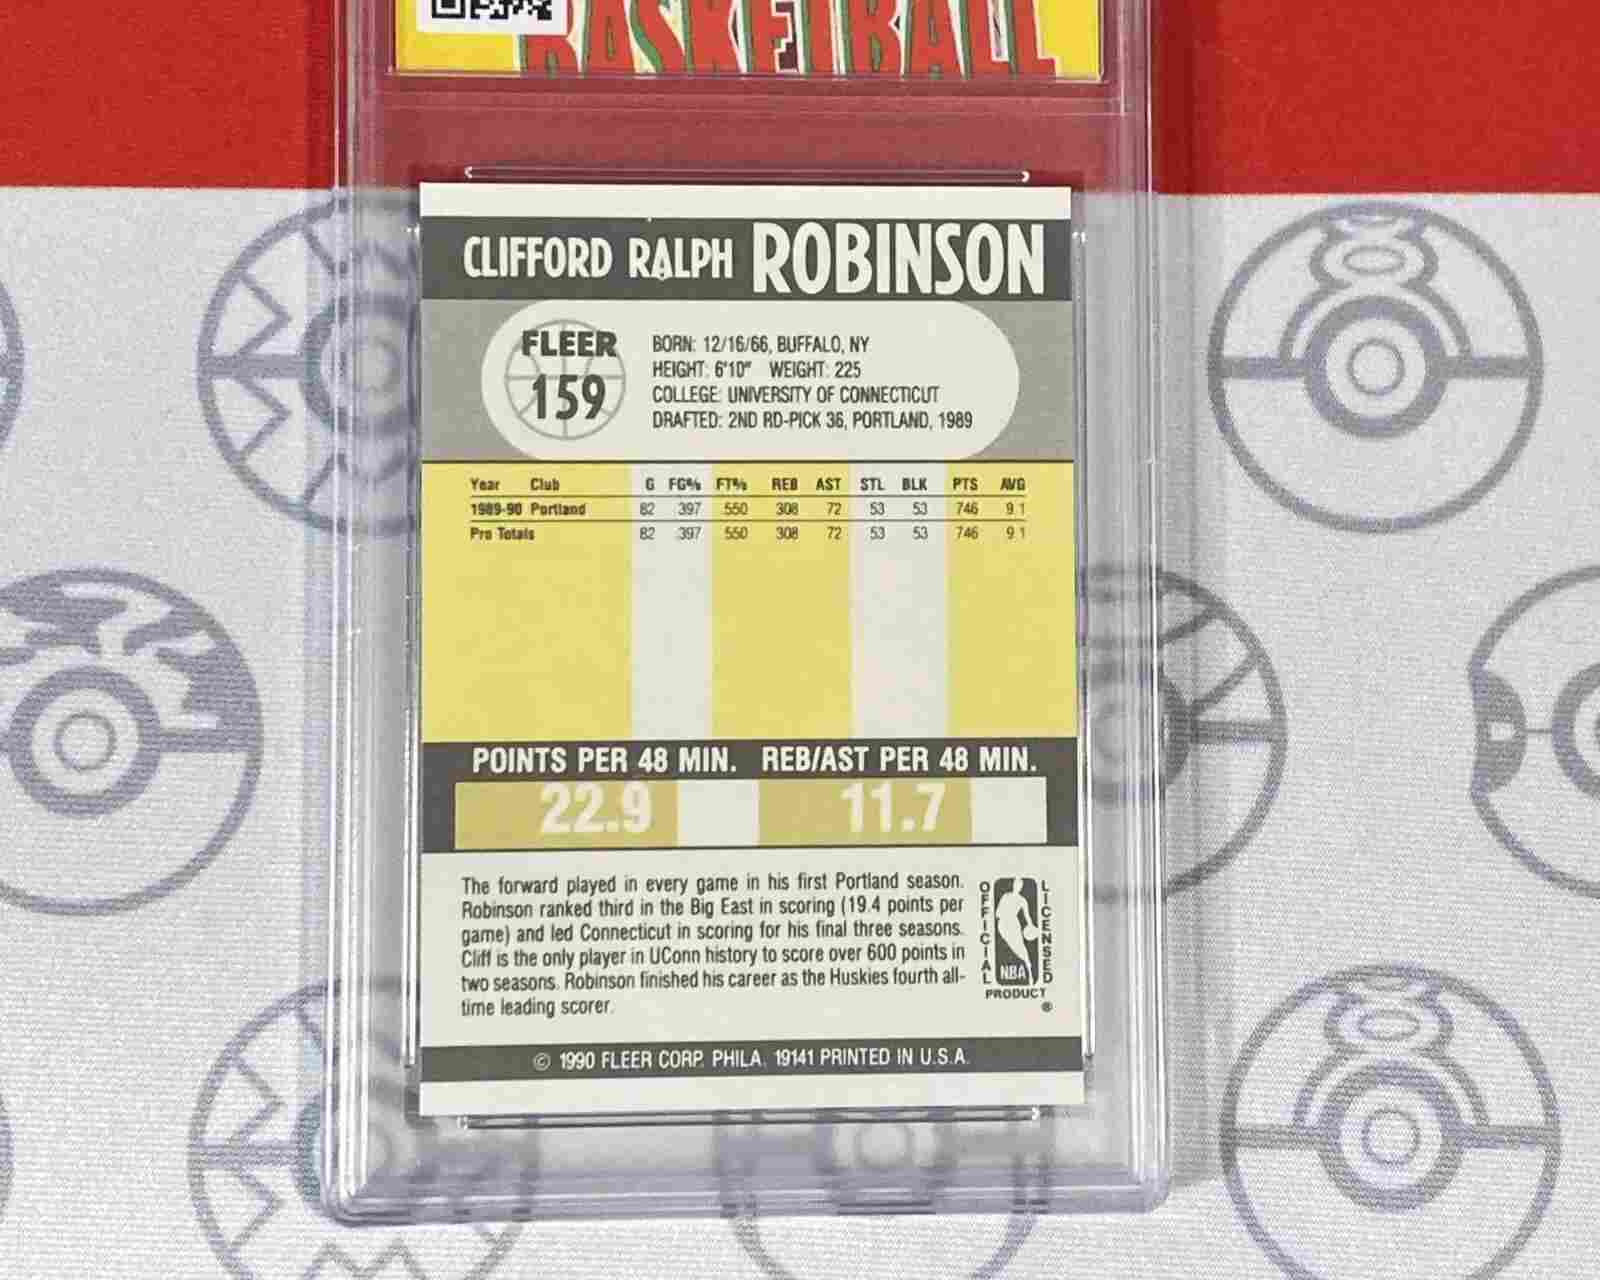 BASKETBALL
CLIFFORD RALPH ROBINSON
FLEER
159
BORN: 12/16/66, BUFFALO, NY
HEIGHT: 6'10" WEIGHT: 225
COLLEGE: UNIVERSITY OF CONNECTICUT
DRAFTED: 2ND RD-PICK 36, PORTLAND, 1989
Year Club G FG% FT% REB AST STL BLK PTS AVG
1989-90 Portland 82 .397 .550 308 72 53 53 746 9.1
Pro Totals 82 .397 .550 308 72 53 53 746 9.1
POINTS PER 48 MIN. REB/AST PER 48 MIN.
22.9 11.7
The forward played in every game in his first Portland season.
Robinson ranked third in the Big East in scoring (19.4 points per
game) and led Connecticut in scoring for his final three seasons.
Cliff is the only player in UConn history to score over 600 points in
two seasons. Robinson finished his career as the Huskies fourth all-
time leading scorer.
OFFICIAL LICENSED
NBA
PRODUCT
®
© 1990 FLEER CORP. PHILA. 19141 PRINTED IN U.S.A.